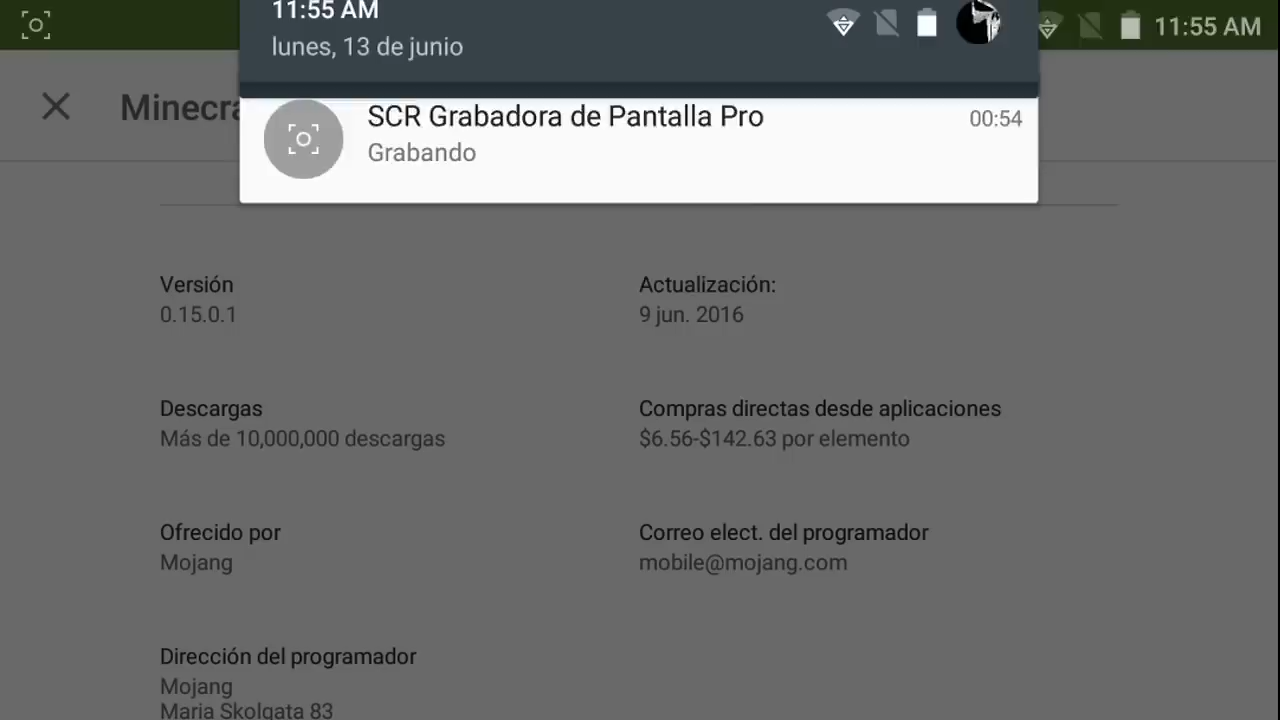 11:55 AM
11:55 AM
lunes, 13 de junio
Minecra
SCR Grabadora de Pantalla Pro
00:54
Grabando
Versión
0.15.0.1
Actualización:
9 jun. 2016
Descargas
Más de 10,000,000 descargas
Compras directas desde aplicaciones
$6.56-$142.63 por elemento
Ofrecido por
Mojang
Correo elect. del programador
mobile@mojang.com
Dirección del programador
Mojang
Maria Skolgata 83